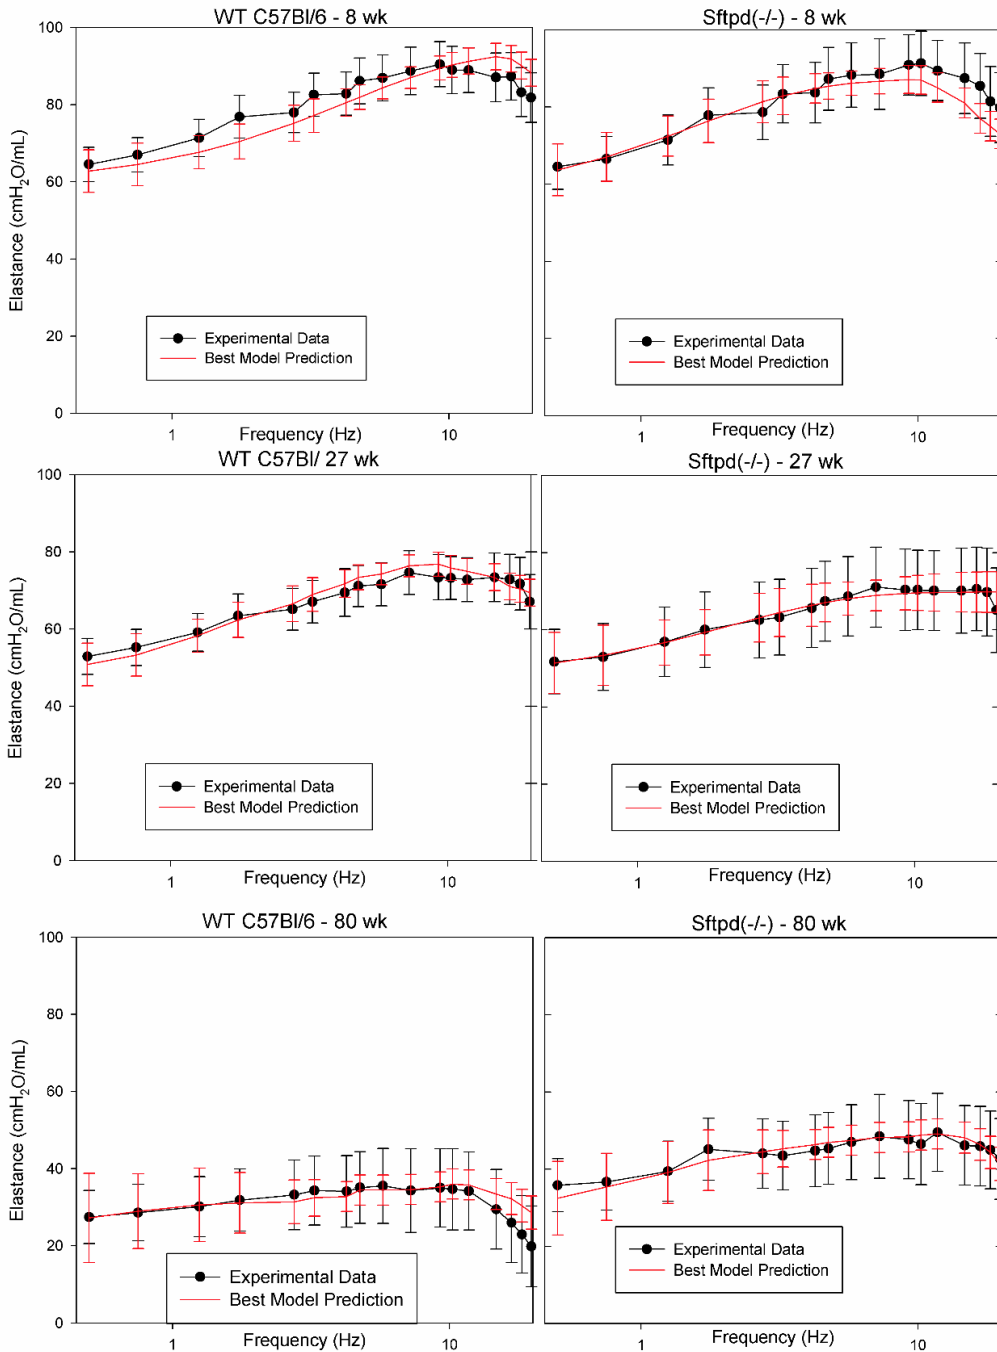 WT C57Bl/6 - 8 wk
Sftpd(-/-) - 8 wk
100
80
60
40
20
0
Elastance (cmH2O/mL)
Experimental Data
Best Model Prediction
Experimental Data
Best Model Prediction
1
Frequency (Hz)
10
1
Frequency (Hz)
10
WT C57Bl/ 27 wk
Sftpd(-/-) - 27 wk
100
80
60
40
20
0
Elastance (cmH2O/mL)
Experimental Data
Best Model Prediction
Experimental Data
Best Model Prediction
1
Frequency (Hz)
10
1
Frequency (Hz)
10
WT C57Bl/6 - 80 wk
Sftpd(-/-) - 80 wk
100
80
60
40
20
0
Elastance (cmH2O/mL)
Experimental Data
Best Model Prediction
Experimental Data
Best Model Prediction
1
Frequency (Hz)
10
1
Frequency (Hz)
10